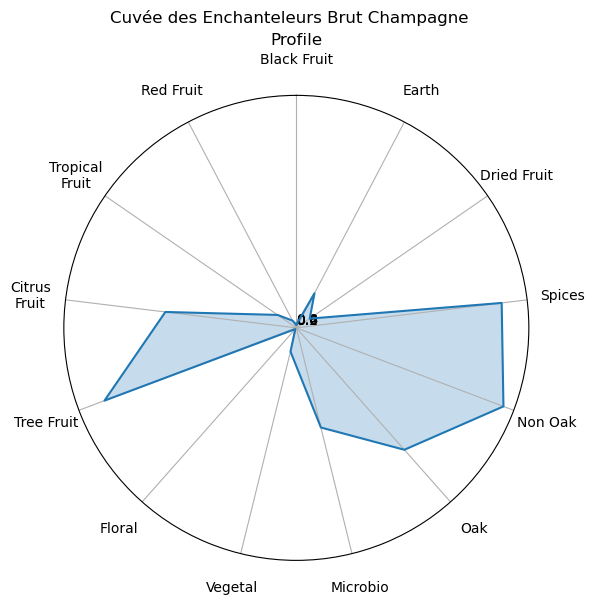 Cuvée des Enchanteleurs Brut Champagne
Profile
Black Fruit
Red Fruit
Earth
Tropical
Fruit
Dried Fruit
Citrus
Fruit
Spices
Tree Fruit
Non Oak
Floral
Oak
Vegetal
Microbio